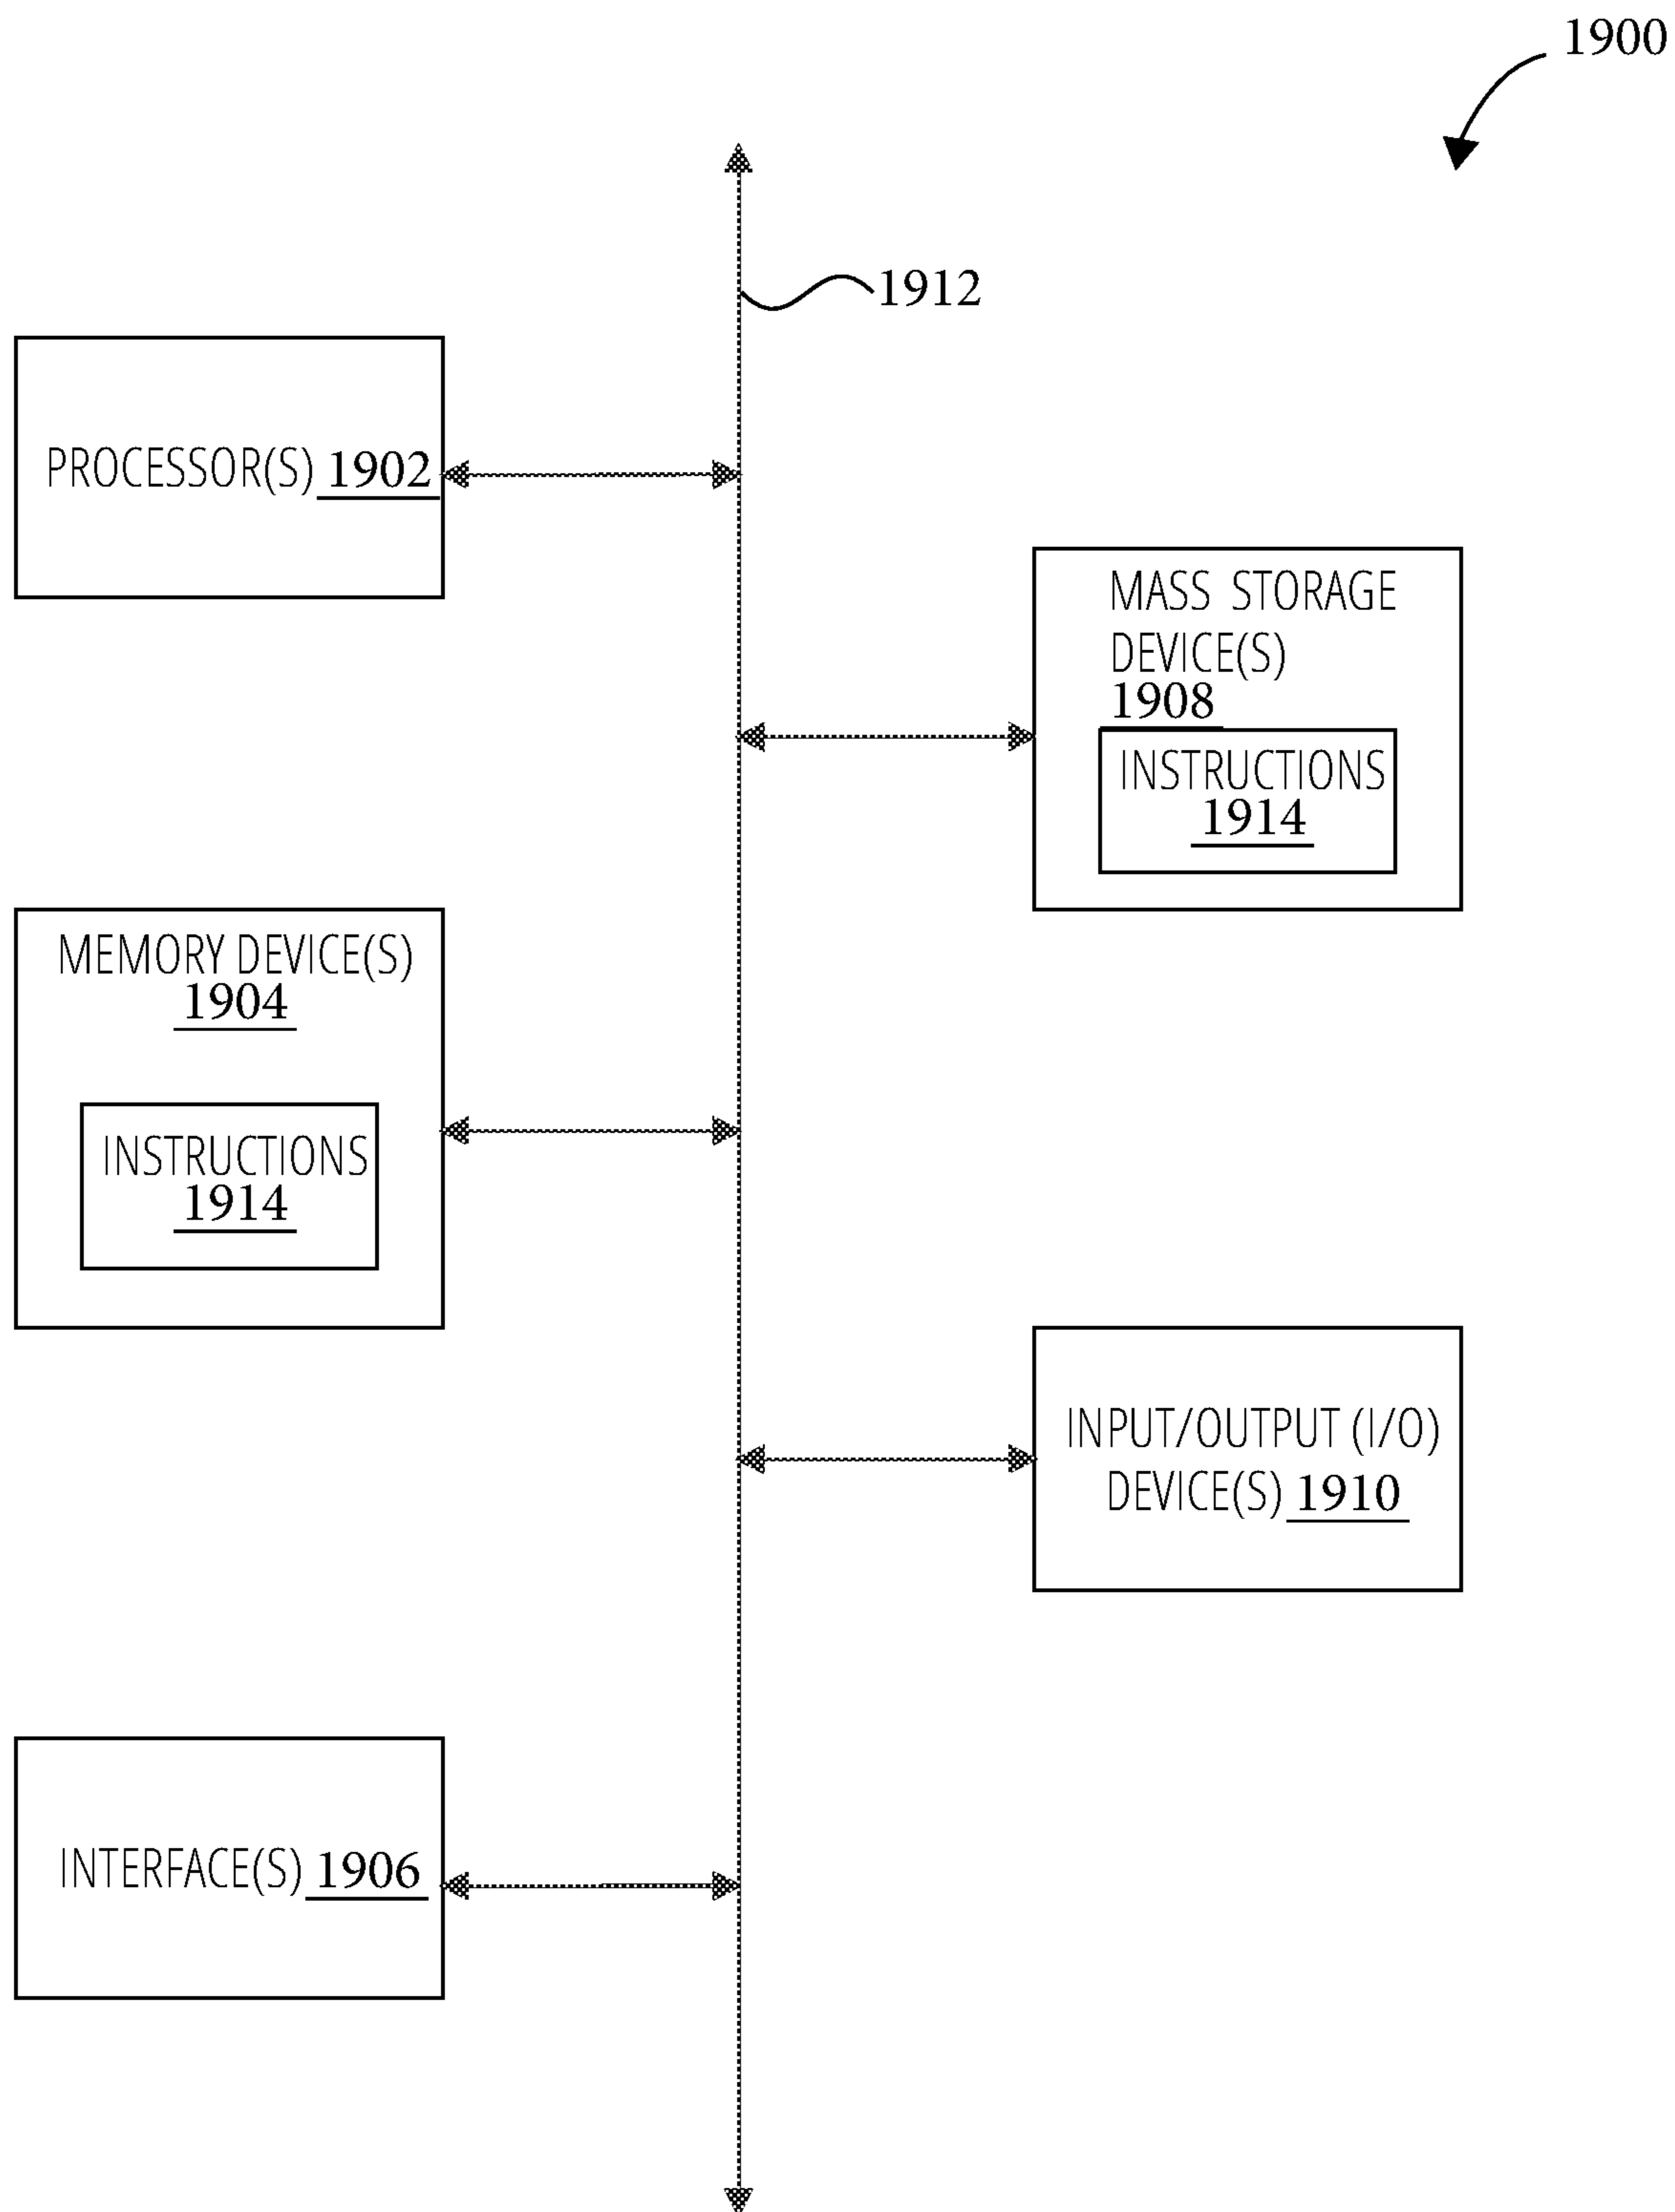 1900
1912
PROCESSOR(S) 1902
MASS STORAGE
DEVICE(S)
1908
INSTRUCTIONS
1914
MEMORY DEVICE(S)
1904
INSTRUCTIONS
1914
INPUT/OUTPUT (I/O)
DEVICE(S) 1910
INTERFACE(S) 1906